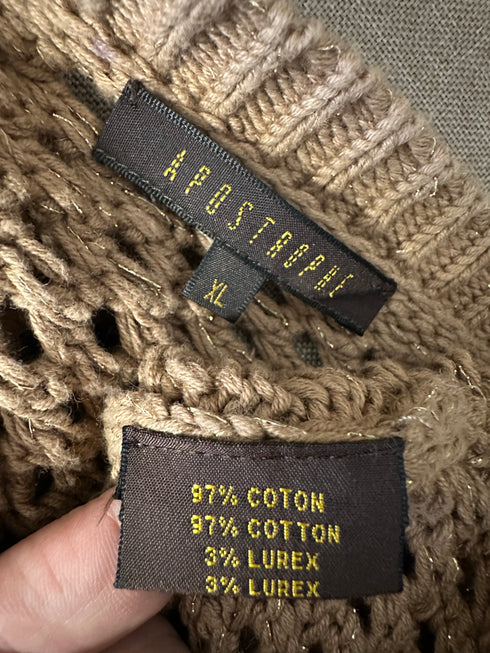 APOSTROPHE
XL
97% COTON
97% COTTON
3% LUREX
3% LUREX